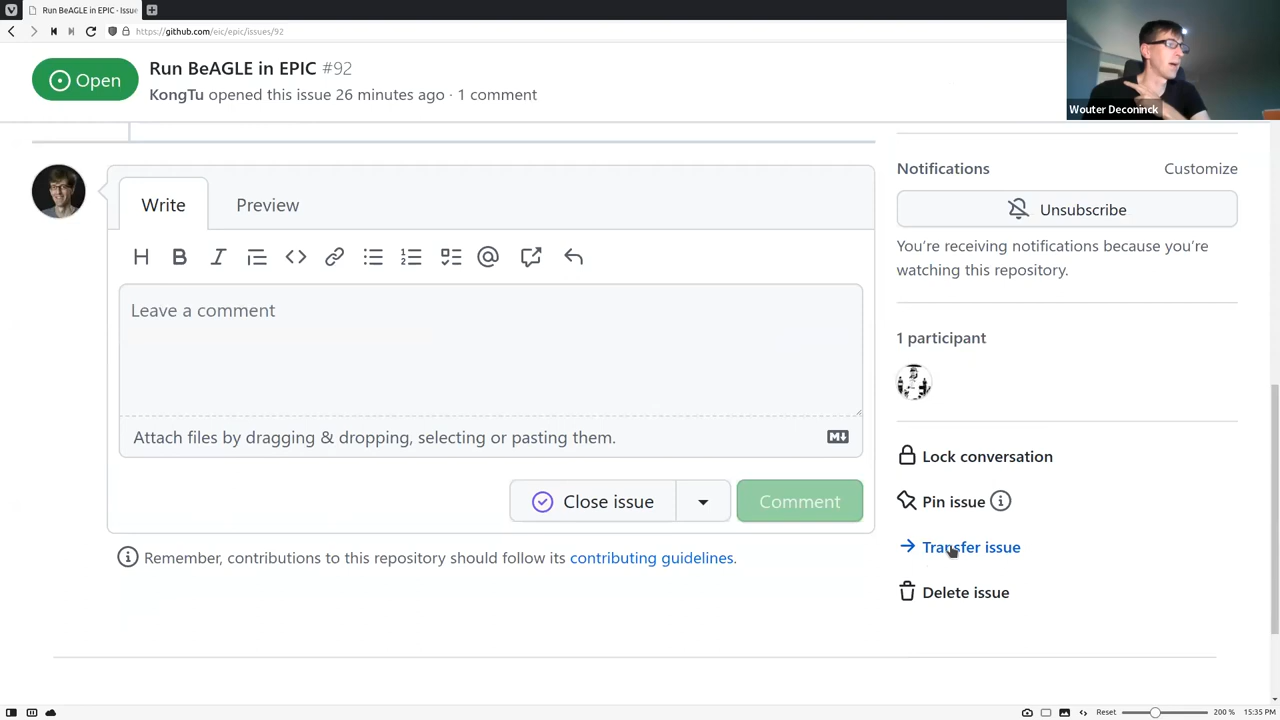 Run BeAGLE in EPIC · Issue
https://github.com/eic/epic/issues/92
Open
Run BeAGLE in EPIC #92
KongTu opened this issue 26 minutes ago · 1 comment
Wouter Deconinck
Write
Preview
Leave a comment
Attach files by dragging & dropping, selecting or pasting them.
Close issue
Comment
Remember, contributions to this repository should follow its contributing guidelines.
Notifications
Customize
Unsubscribe
You’re receiving notifications because you’re
watching this repository.
1 participant
Lock conversation
Pin issue
Transfer issue
Delete issue
Reset
200 %
15:35 PM